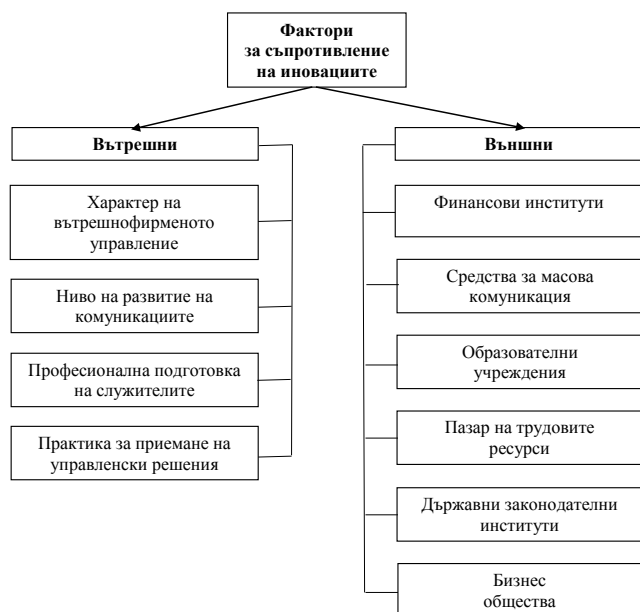 Фактори
за съпротивление
на иновациите
Вътрешни
Характер на
вътрешнофирменото
управление
Ниво на развитие на
комуникациите
Професионална подготовка
на служителите
Практика за приемане на
управленски решения
Външни
Финансови институти
Средства за масова
комуникация
Образователни
учреждения
Пазар на трудовите
ресурси
Държавни законодателни
институти
Бизнес
общества